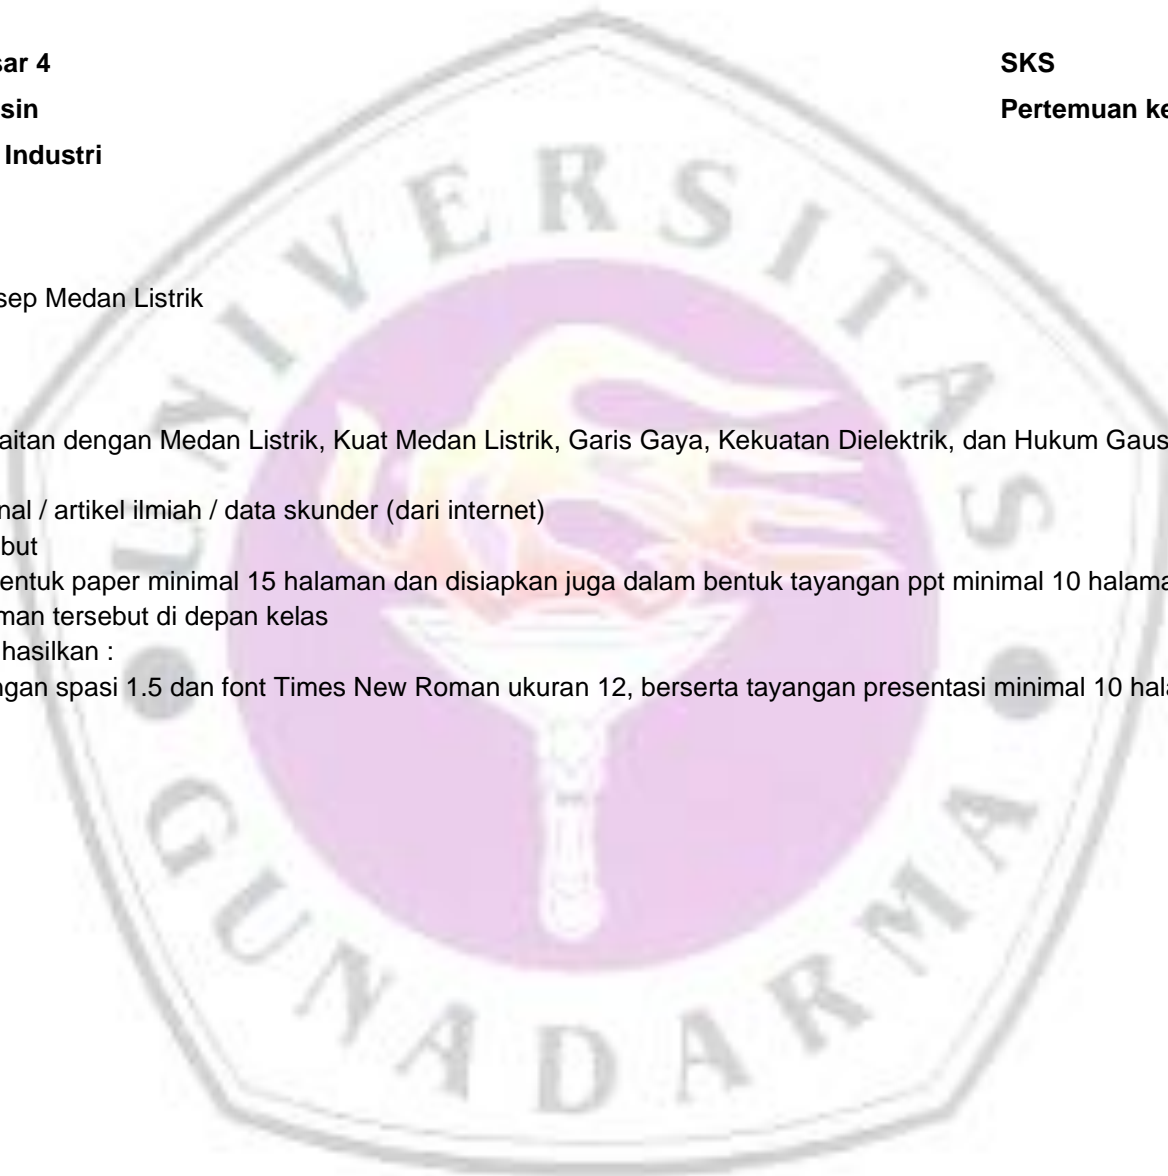 sar 4 SKS
sin Pertemuan ke
Industri
UNIVERSITAS
sep Medan Listrik
aitan dengan Medan Listrik, Kuat Medan Listrik, Garis Gaya, Kekuatan Dielektrik, dan Hukum Gaus
nal / artikel ilmiah / data skunder (dari internet)
but
entuk paper minimal 15 halaman dan disiapkan juga dalam bentuk tayangan ppt minimal 10 halama
man tersebut di depan kelas
hasilkan :
ngan spasi 1.5 dan font Times New Roman ukuran 12, berserta tayangan presentasi minimal 10 hala
GUNADARMA